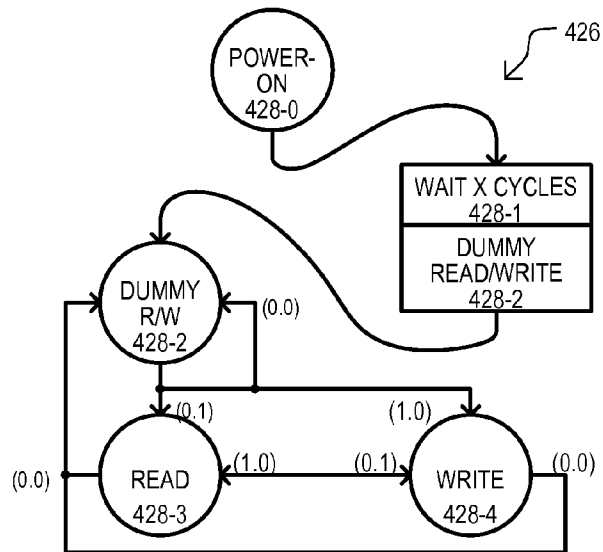 POWER-
ON
428-0
426
WAIT X CYCLES
428-1
DUMMY
READ/WRITE
428-2
DUMMY
R/W
428-2
(0.0)
(0.1)
(1.0)
(0.0)
READ
428-3
(1.0)
(0.1)
WRITE
428-4
(0.0)